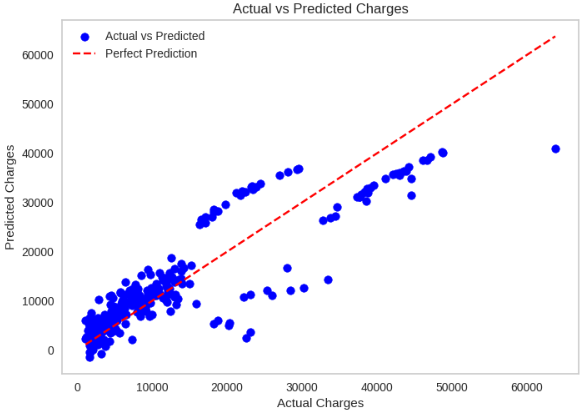 Actual vs Predicted Charges
Actual vs Predicted
Perfect Prediction
60000
50000
40000
30000
20000
10000
0
Predicted Charges
0 10000 20000 30000 40000 50000 60000
Actual Charges